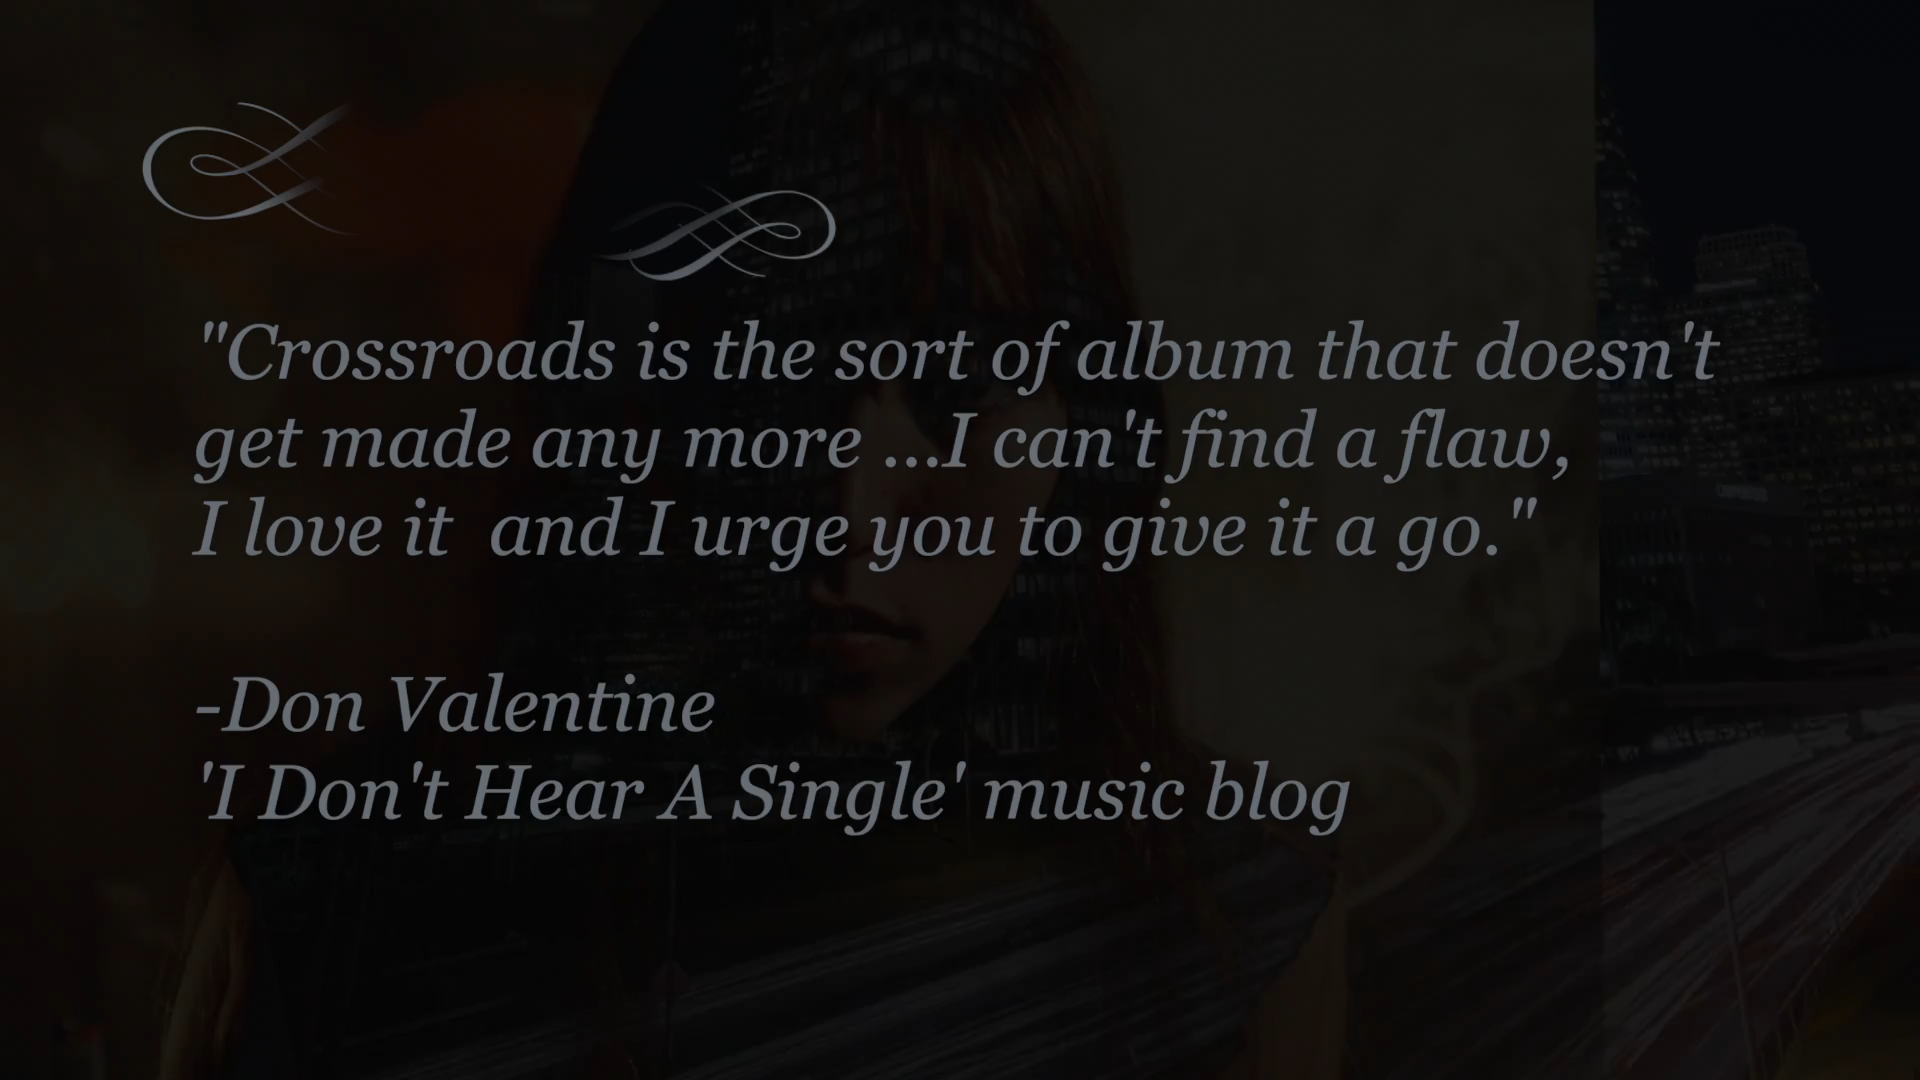 "Crossroads is the sort of album that doesn't
get made any more ...I can't find a flaw,
I love it  and I urge you to give it a go."
-Don Valentine
'I Don't Hear A Single' music blog